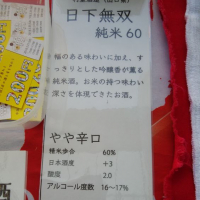 日下無双
純米60
幅のある味わいに加え、す
っきりとした吟醸香が薫る
純米酒。お米の持つ味わい
深さを体現できたお酒。
やや辛口
精米歩合 60%
日本酒度 +3
酸度 2.0
アルコール度数 16〜17%